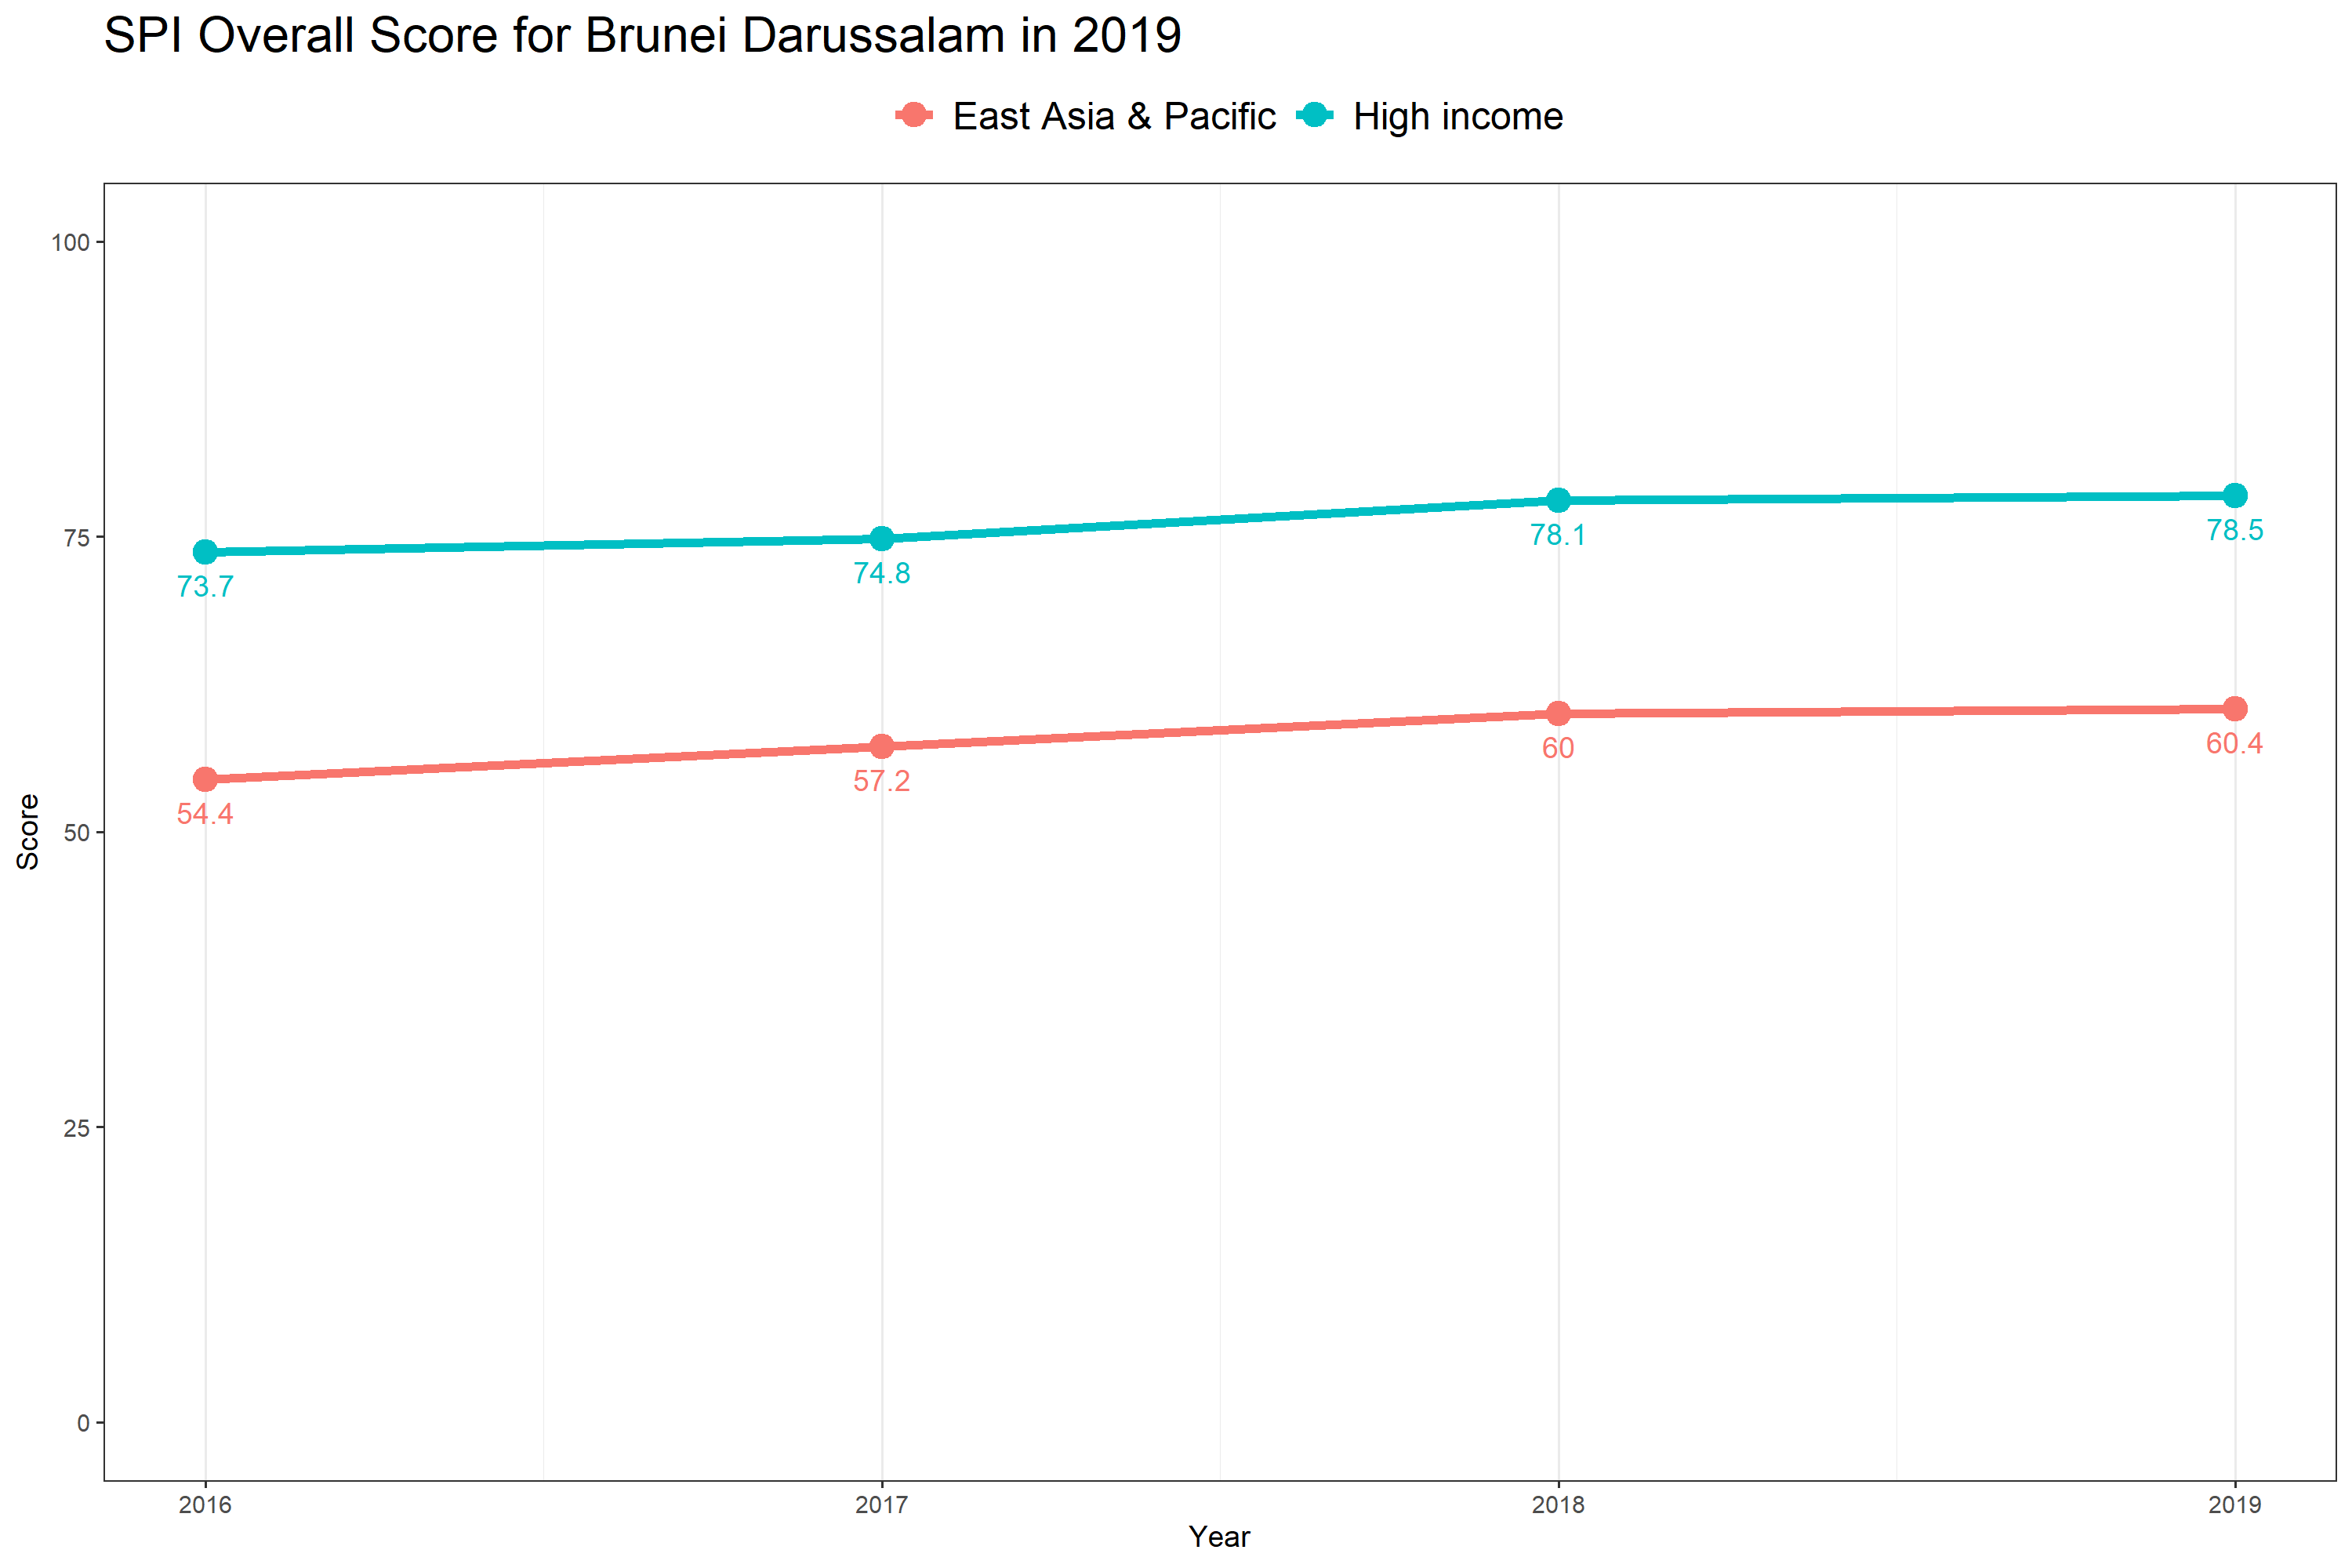 SPI Overall Score for Brunei Darussalam in 2019
East Asia & Pacific High income
100
75
50
25
0
Score
73.7
74.8
78.1
78.5
54.4
57.2
60
60.4
2016 2017 2018 2019
Year